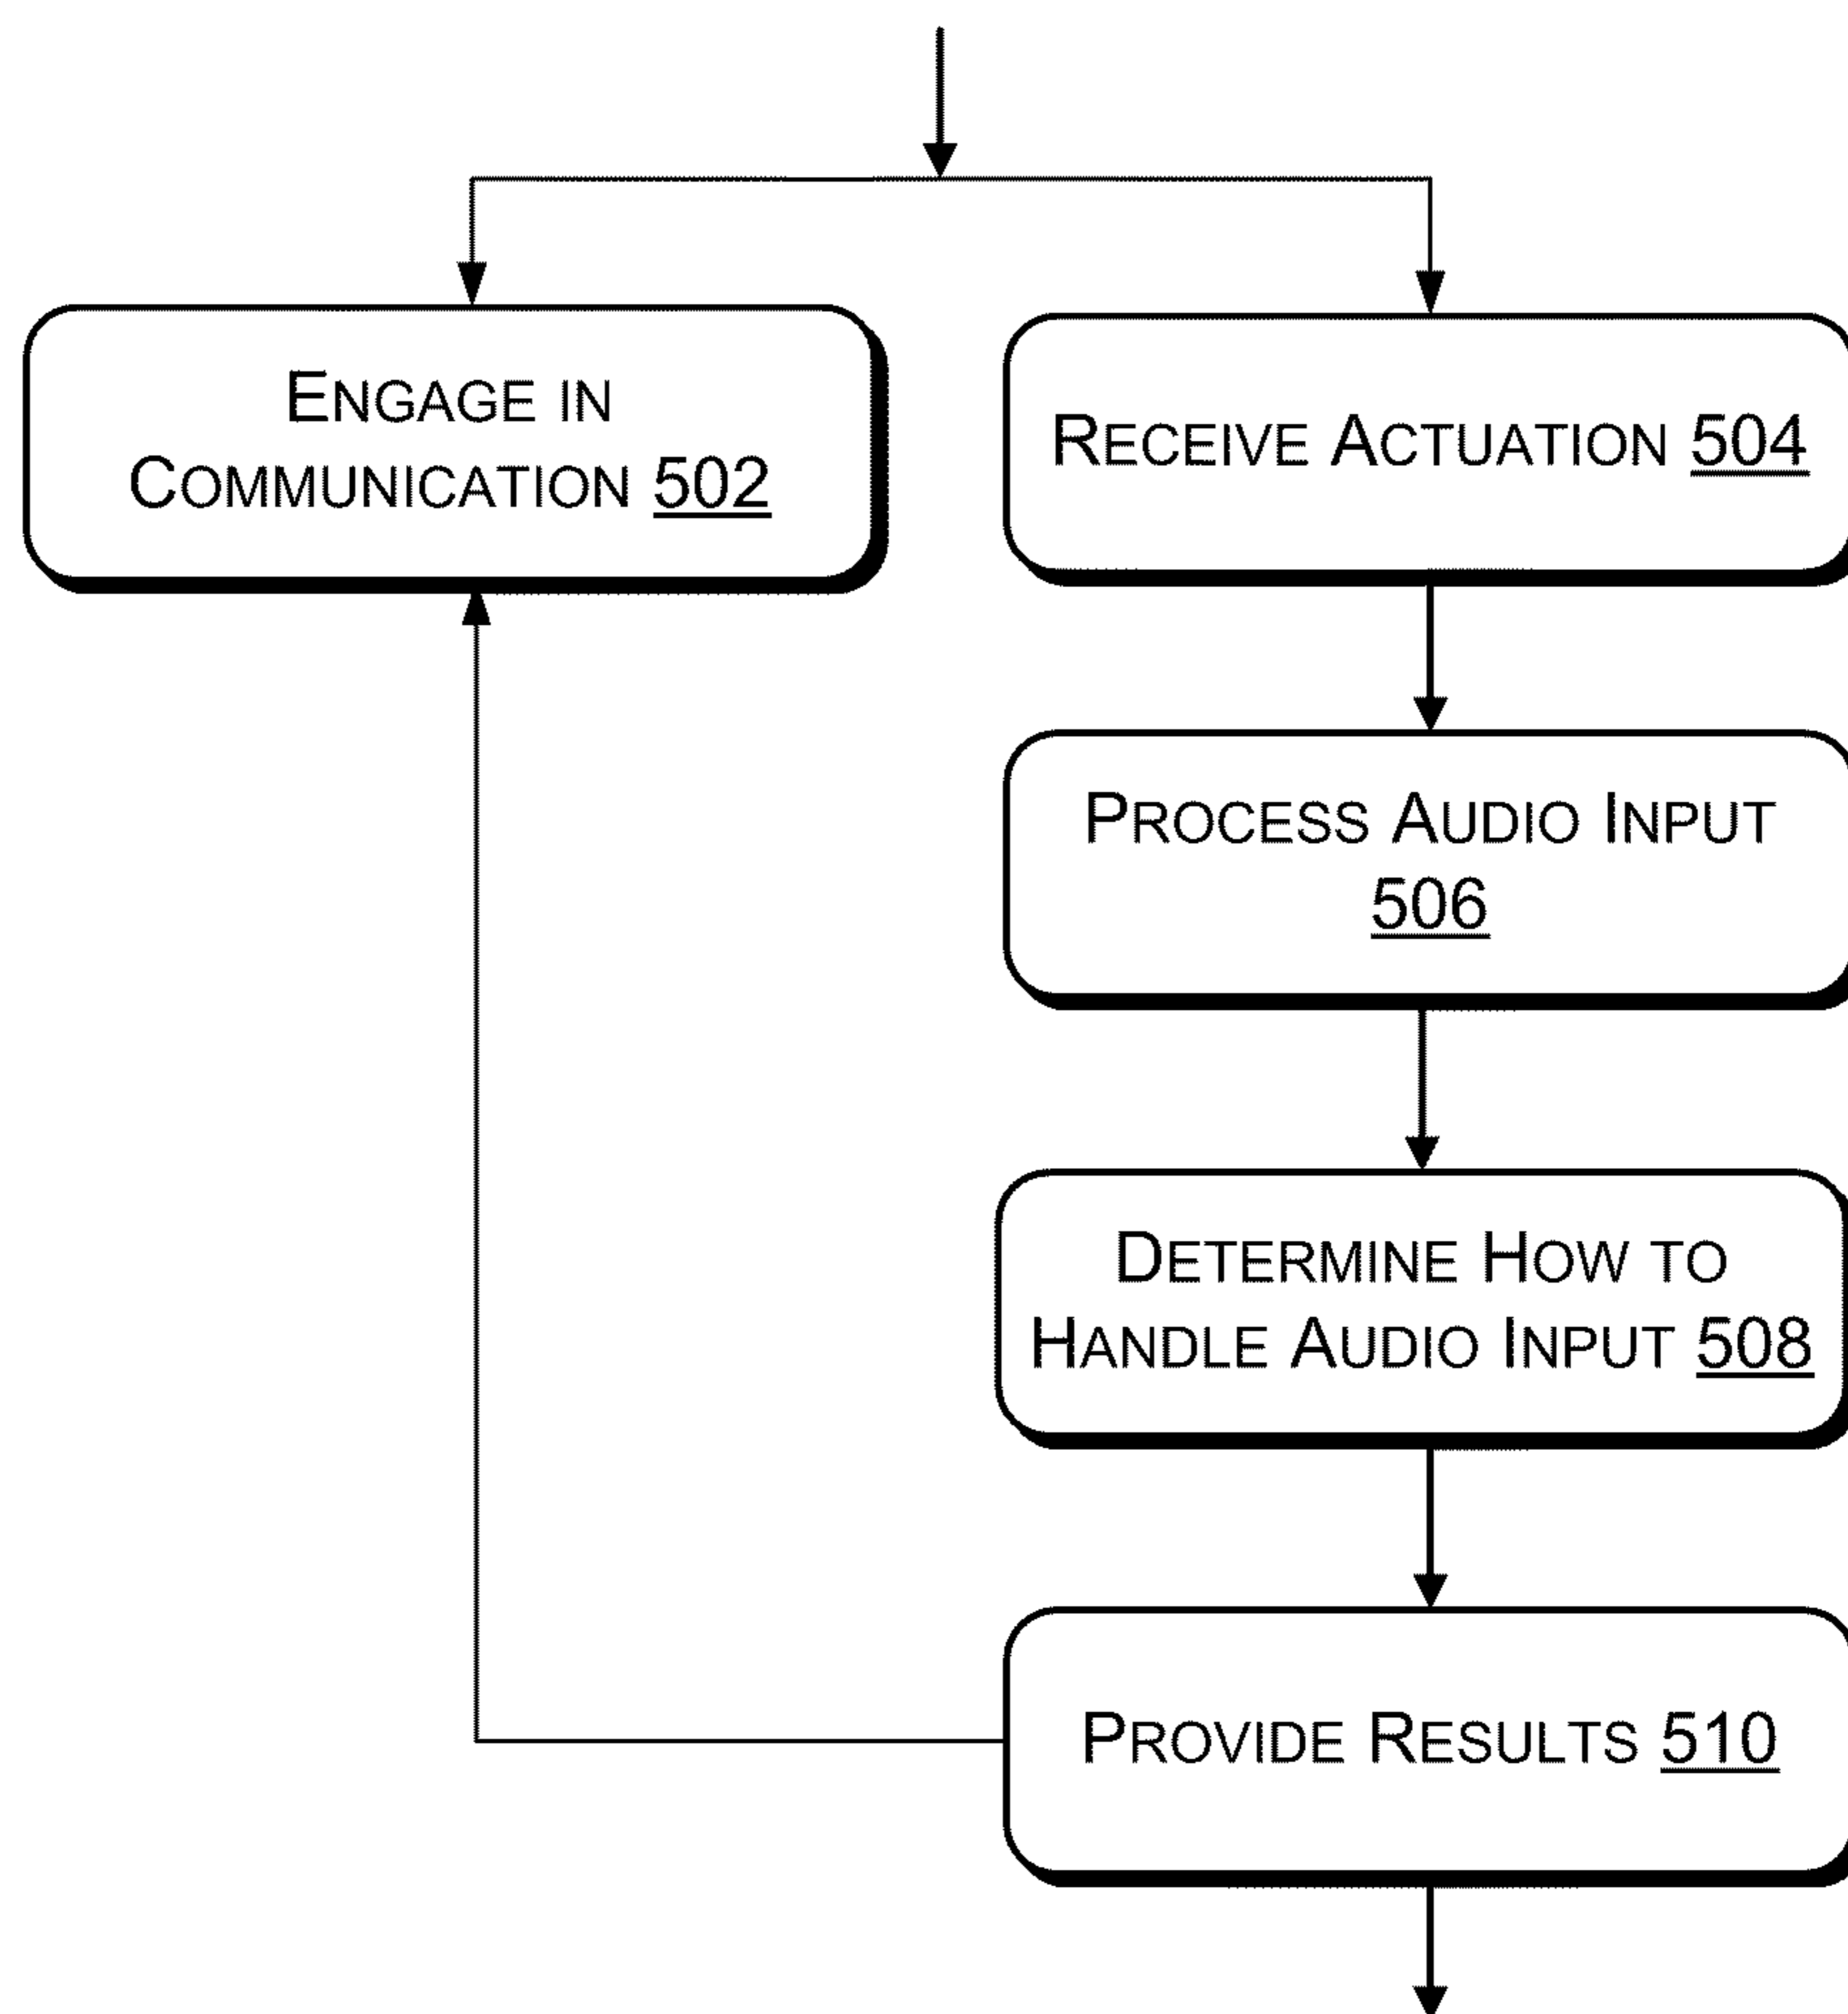 ENGAGE IN
COMMUNICATION 502
RECEIVE ACTUATION 504
PROCESS AUDIO INPUT
506
DETERMINE HOW TO
HANDLE AUDIO INPUT 508
PROVIDE RESULTS 510